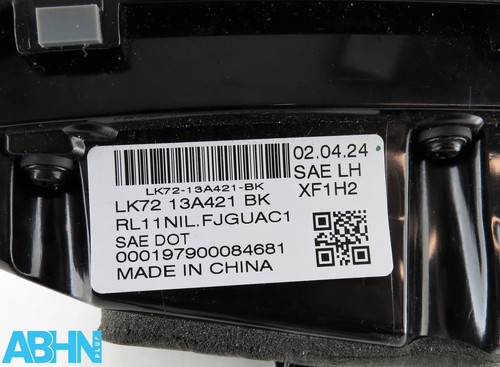 LK72-13A421-BK
02.04.24
SAE LH
XF1H2
LK72 13A421 BK
RL11NIL.FJGUAC1
SAE DOT
000197900084681
MADE IN CHINA
ABHN
PLUF